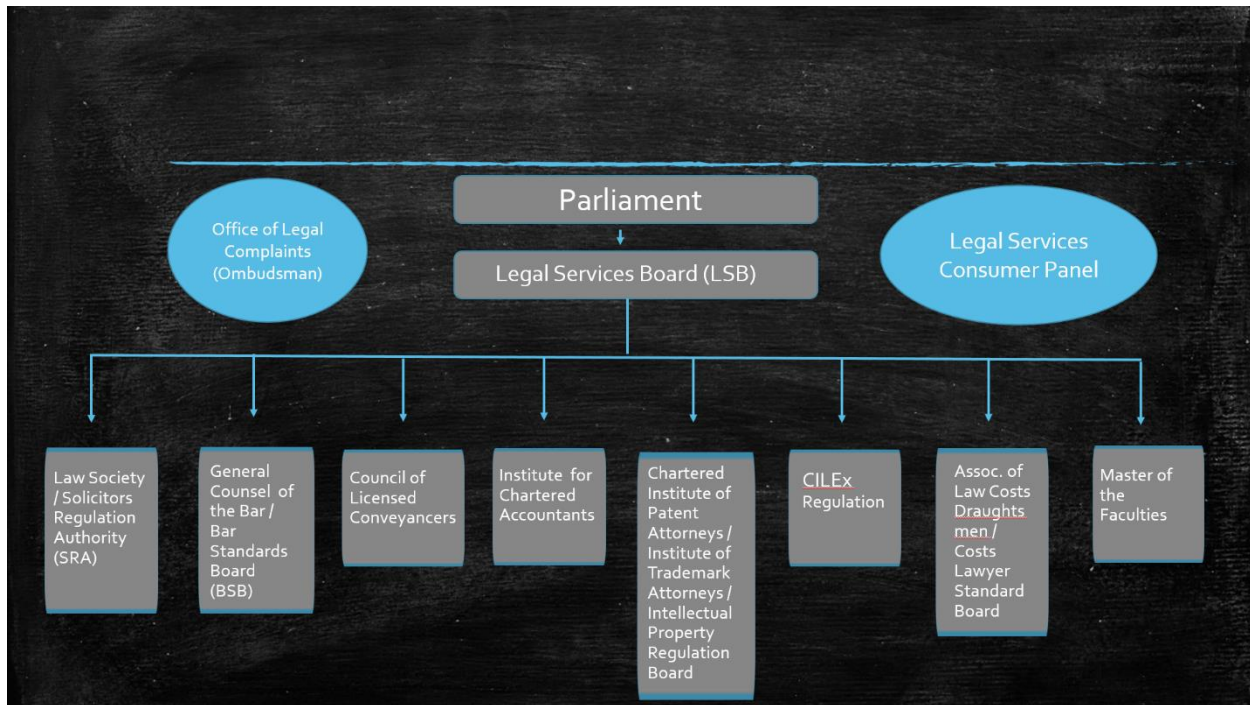 Parliament
Office of Legal
Complaints
(Ombudsman)
Legal Services Board (LSB)
Legal Services
Consumer Panel
Law Society
/ Solicitors
Regulation
Authority
(SRA)
General
Counsel of
the Bar /
Bar
Standards
Board
(BSB)
Council of
Licensed
Conveyancers
Institute for
Chartered
Accountants
Chartered
Institute of
Patent
Attorneys /
Institute of
Trademark
Attorneys /
Intellectual
Property
Regulation
Board
CILEx
Regulation
Assoc. of
Law Costs
Draughts
men /
Costs
Lawyer
Standard
Board
Master of
the
Faculties